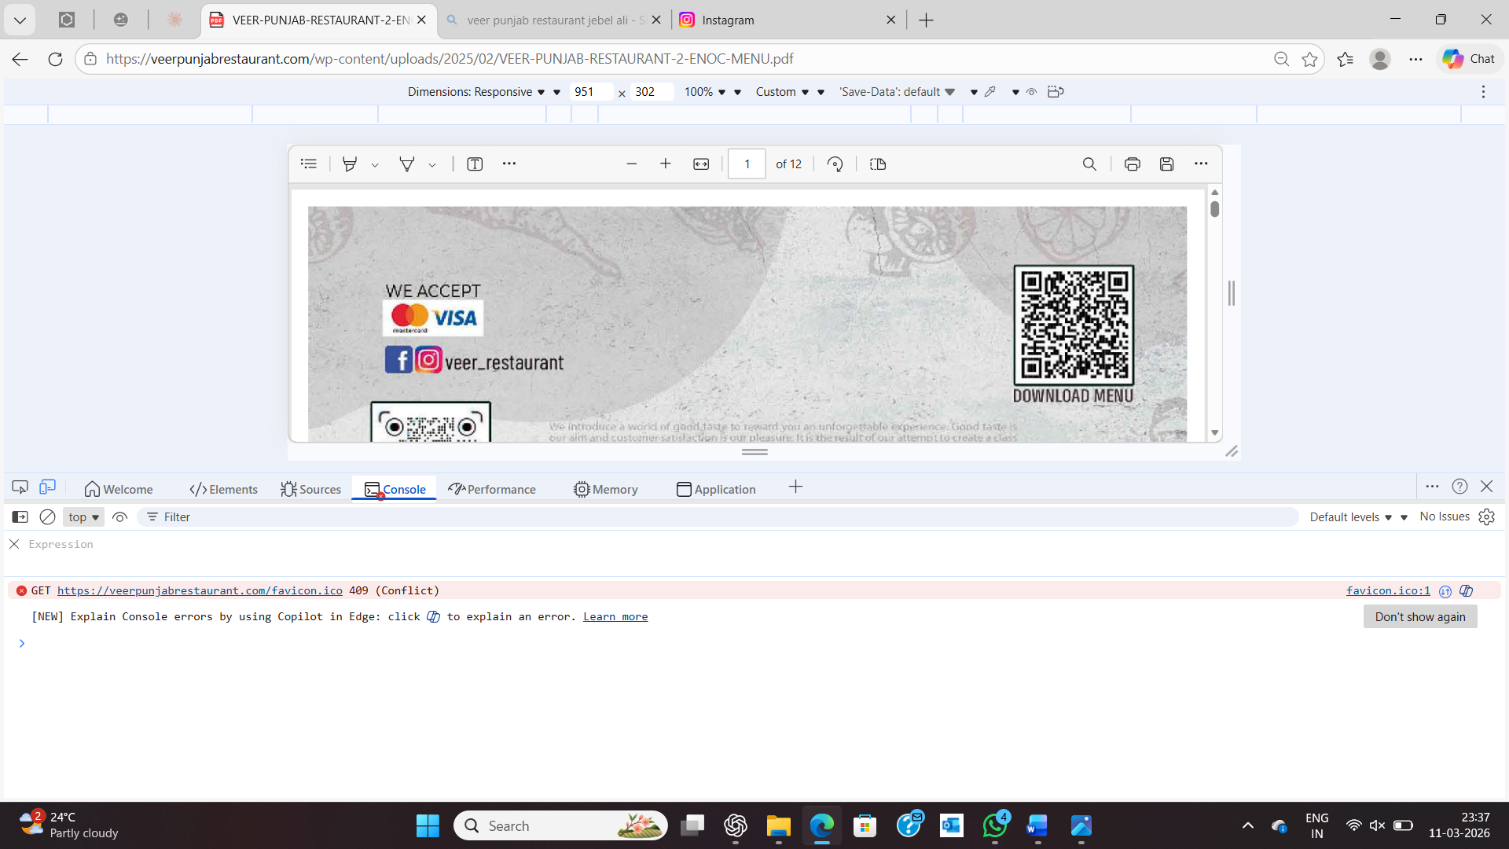 VEER-PUNJAB-RESTAURANT-2-EN
veer punjab restaurant jebel ali - S
Instagram
https://veerpunjabrestaurant.com/wp-content/uploads/2025/02/VEER-PUNJAB-RESTAURANT-2-ENOC-MENU.pdf
Chat
Dimensions: Responsive 951 x 302 100% Custom 'Save-Data': default
1 of 12
WE ACCEPT
mastercard VISA
veer_restaurant
DOWNLOAD MENU
We introduce a world of good taste to reward you an unforgettable experience. Good taste is
our aim and customer satisfaction is our pleasure. It is the result of our attempt to create a class
Welcome Elements Sources Console Performance Memory Application
top Filter Default levels No Issues
Expression
GET https://veerpunjabrestaurant.com/favicon.ico 409 (Conflict) favicon.ico:1
[NEW] Explain Console errors by using Copilot in Edge: click to explain an error. Learn more Don't show again
2
24°C
Partly cloudy
Search
4
ENG
IN
23:37
11-03-2026